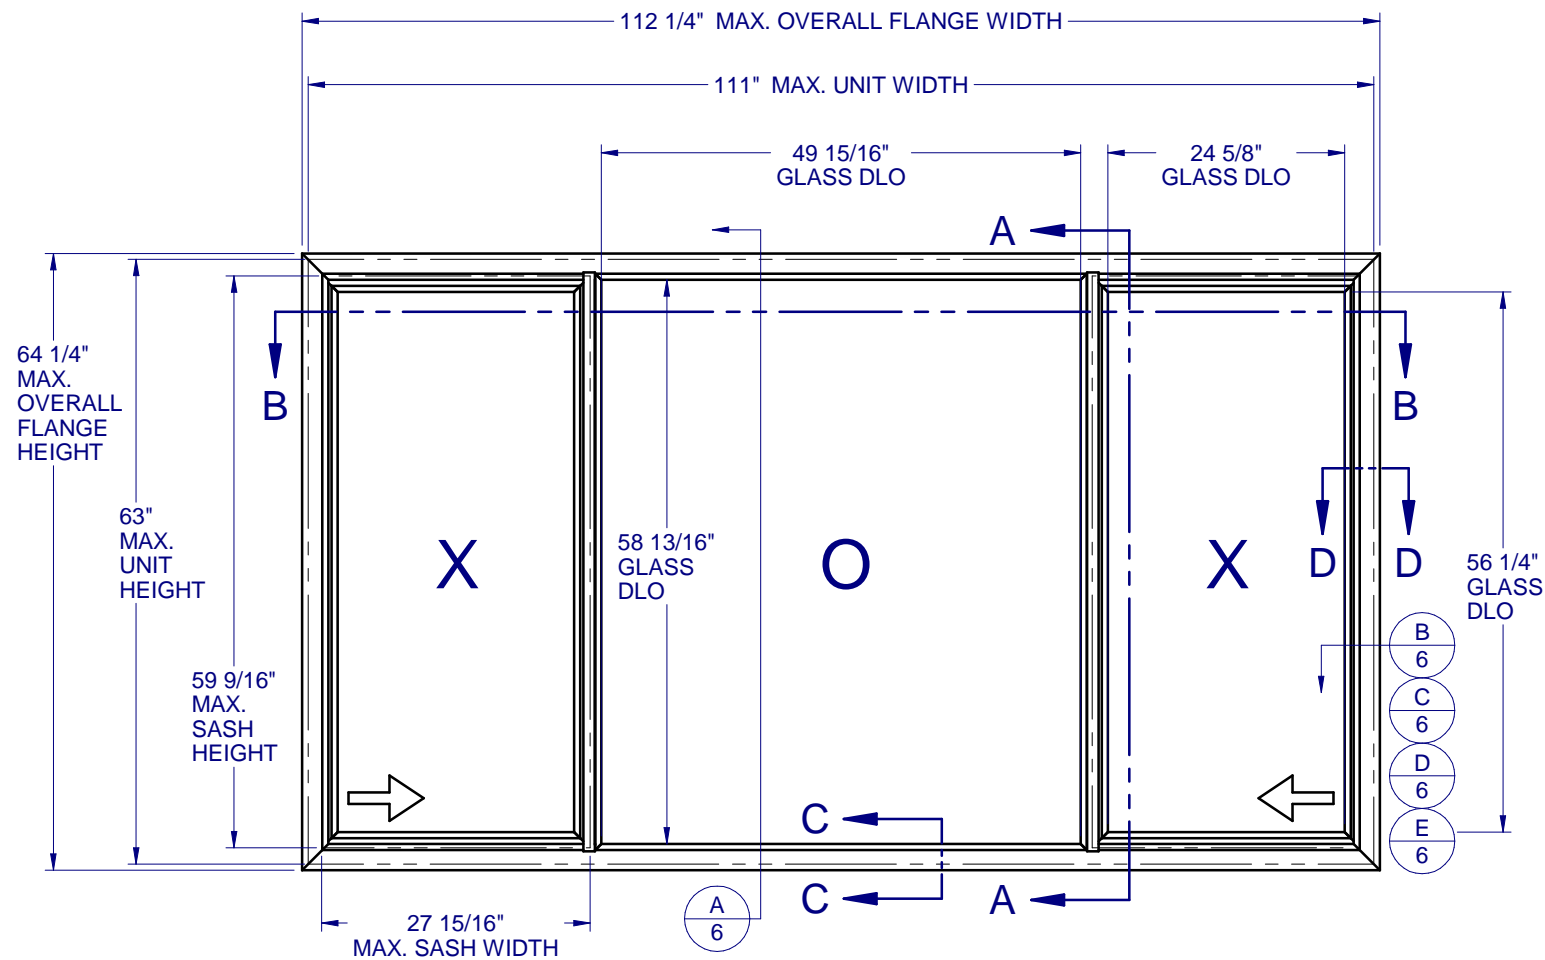 112 1/4" MAX. OVERALL FLANGE WIDTH
111" MAX. UNIT WIDTH
49 15/16"
GLASS DLO
24 5/8"
GLASS DLO
A
B
B
64 1/4"
MAX.
OVERALL
FLANGE
HEIGHT
63"
MAX.
UNIT
HEIGHT
59 9/16"
MAX.
SASH
HEIGHT
X
58 13/16"
GLASS
DLO
O
X
D
D
56 1/4"
GLASS
DLO
B
6
C
6
D
6
E
6
C
C
A
A
6
27 15/16"
MAX. SASH WIDTH